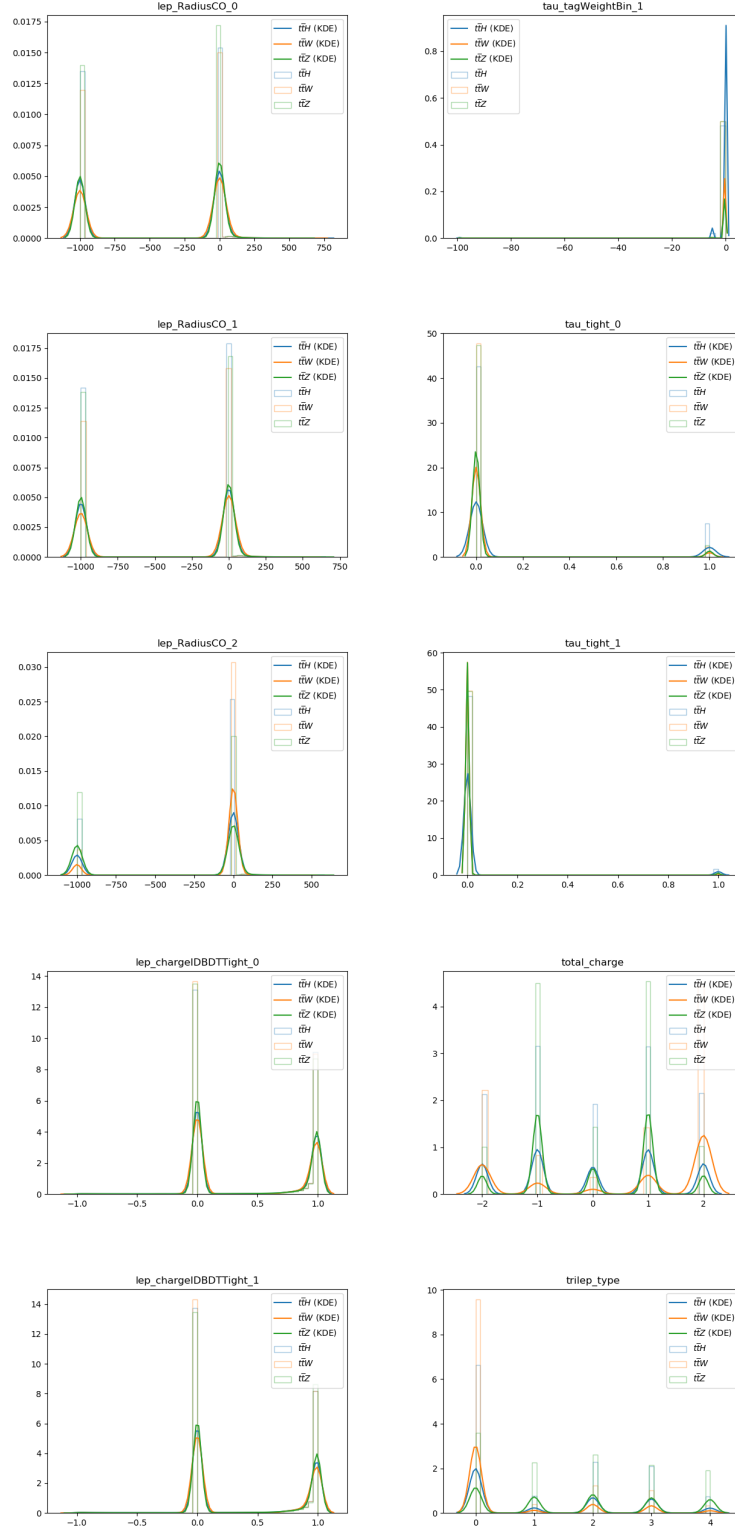 lep_RadiusCO_0
0.0175
0.0150
0.0125
0.0100
0.0075
0.0050
0.0025
0.0000
−1000 −750 −500 −250 0 250 500 750
tt̄H (KDE)
tt̄W (KDE)
tt̄Z (KDE)
tt̄H
tt̄W
tt̄Z
tau_tagWeightBin_1
0.8
0.6
0.4
0.2
0.0
−100 −80 −60 −40 −20 0
tt̄H (KDE)
tt̄W (KDE)
tt̄Z (KDE)
tt̄H
tt̄W
tt̄Z
lep_RadiusCO_1
0.0175
0.0150
0.0125
0.0100
0.0075
0.0050
0.0025
0.0000
−1000 −750 −500 −250 0 250 500 750
tt̄H (KDE)
tt̄W (KDE)
tt̄Z (KDE)
tt̄H
tt̄W
tt̄Z
tau_tight_0
50
40
30
20
10
0
0.0 0.2 0.4 0.6 0.8 1.0
tt̄H (KDE)
tt̄W (KDE)
tt̄Z (KDE)
tt̄H
tt̄W
tt̄Z
lep_RadiusCO_2
0.030
0.025
0.020
0.015
0.010
0.005
0.000
−1000 −750 −500 −250 0 250 500
tt̄H (KDE)
tt̄W (KDE)
tt̄Z (KDE)
tt̄H
tt̄W
tt̄Z
tau_tight_1
60
50
40
30
20
10
0
0.0 0.2 0.4 0.6 0.8 1.0
tt̄H (KDE)
tt̄W (KDE)
tt̄Z (KDE)
tt̄H
tt̄W
tt̄Z
lep_chargeIDBDTTight_0
14
12
10
8
6
4
2
0
−1.0 −0.5 0.0 0.5 1.0
tt̄H (KDE)
tt̄W (KDE)
tt̄Z (KDE)
tt̄H
tt̄W
tt̄Z
total_charge
4
3
2
1
0
−2 −1 0 1 2
tt̄H (KDE)
tt̄W (KDE)
tt̄Z (KDE)
tt̄H
tt̄W
tt̄Z
lep_chargeIDBDTTight_1
14
12
10
8
6
4
2
0
−1.0 −0.5 0.0 0.5 1.0
tt̄H (KDE)
tt̄W (KDE)
tt̄Z (KDE)
tt̄H
tt̄W
tt̄Z
trilep_type
10
8
6
4
2
0
0 1 2 3 4
tt̄H (KDE)
tt̄W (KDE)
tt̄Z (KDE)
tt̄H
tt̄W
tt̄Z